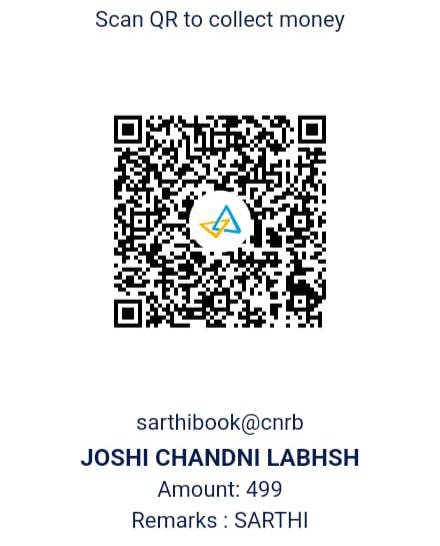 Scan QR to collect money
sarthibook@cnrb
JOSHI CHANDNI LABHSH
Amount: 499
Remarks : SARTHI